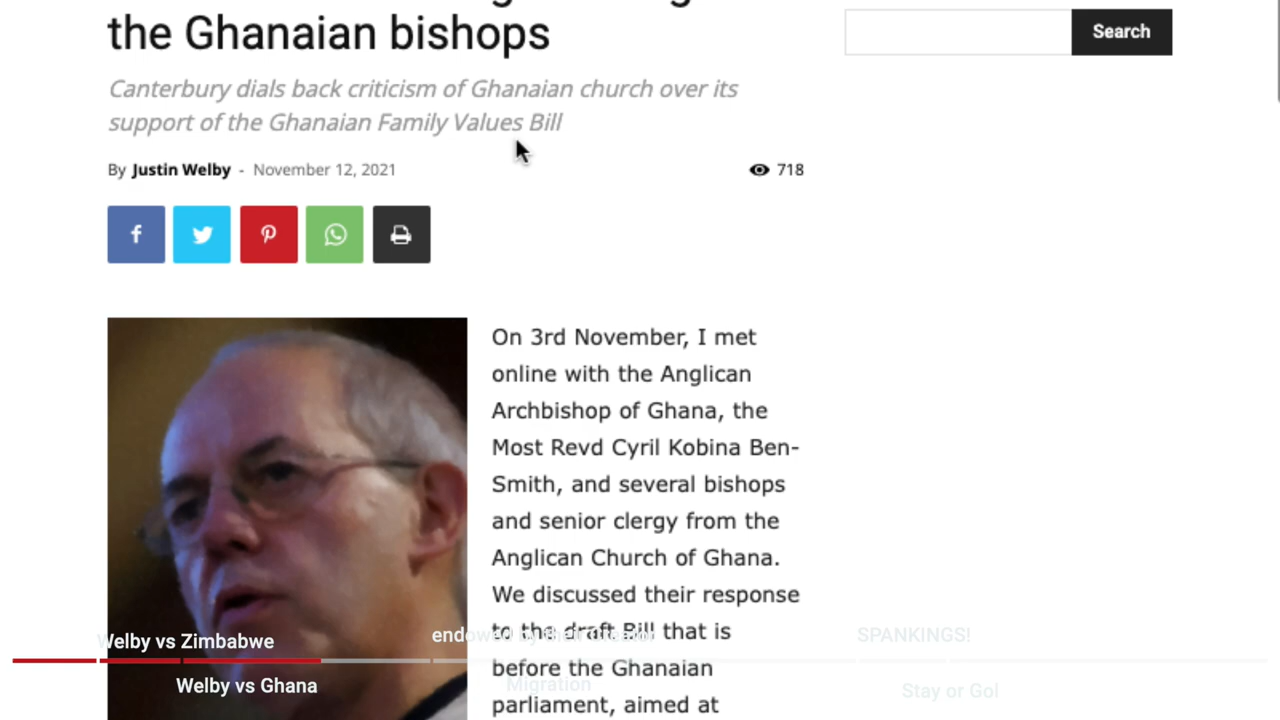 the Ghanaian bishops
Search
Canterbury dials back criticism of Ghanaian church over its
support of the Ghanaian Family Values Bill
By Justin Welby - November 12, 2021
718
On 3rd November, I met
online with the Anglican
Archbishop of Ghana, the
Most Revd Cyril Kobina Ben-
Smith, and several bishops
and senior clergy from the
Anglican Church of Ghana.
We discussed their response
to the draft Bill that is
before the Ghanaian
parliament, aimed at
Welby vs Zimbabwe
endowed by their
SPANKINGS!
Welby vs Ghana
Migration
Stay or Go!